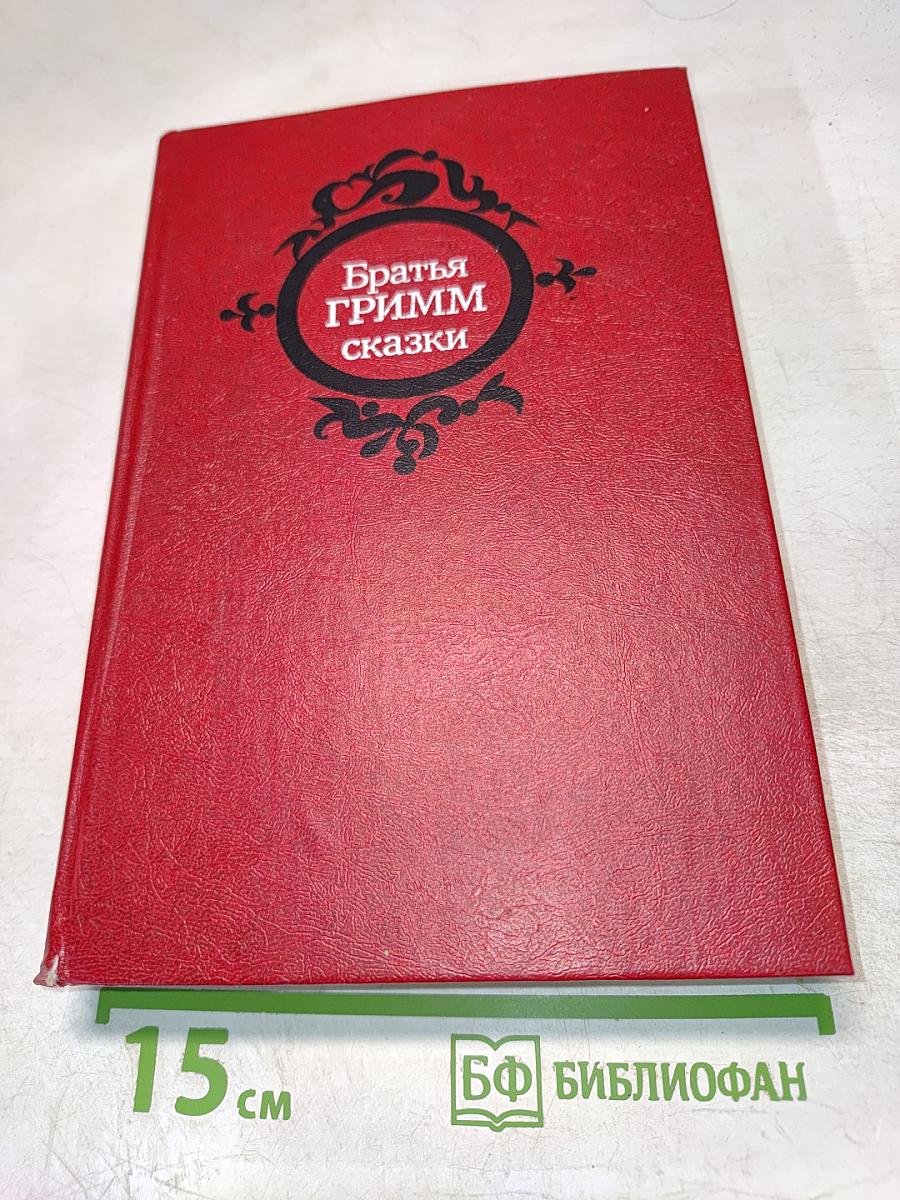 Братья
ГРИММ
сказки
15 см
БФ БИБЛИОФАН